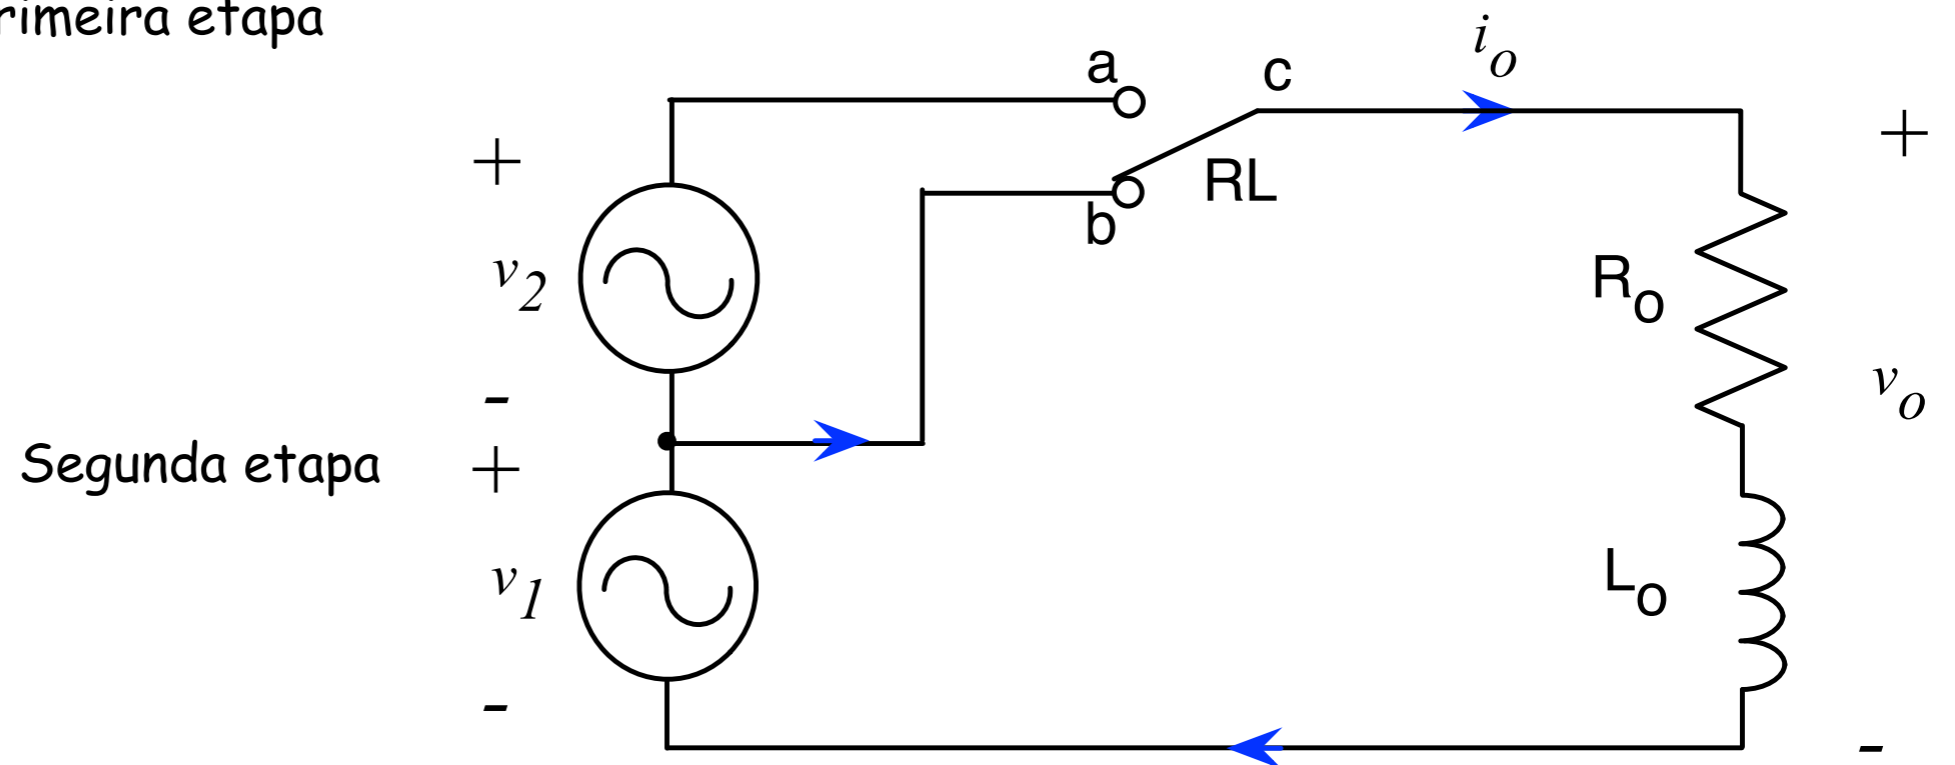 rimeira etapa
a
c
i_o
+
+
RL
b
v_2
R_o
v_o
-
Segunda etapa
+
v_1
L_o
-
-